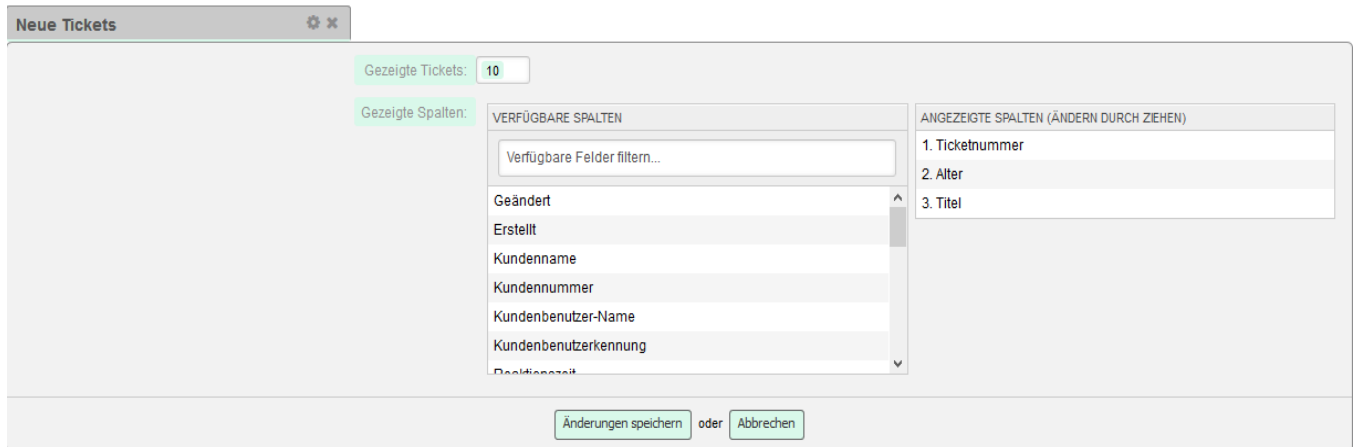 Neue Tickets
Gezeigte Tickets: 10
Gezeigte Spalten:
VERFÜGBARE SPALTEN
Verfügbare Felder filtern...
Geändert
Erstellt
Kundenname
Kundennummer
Kundenbenutzer-Name
Kundenbenutzerkennung
Reaktionszeit
ANGEZEIGTE SPALTEN (ÄNDERN DURCH ZIEHEN)
1. Ticketnummer
2. Alter
3. Titel
Änderungen speichern oder Abbrechen